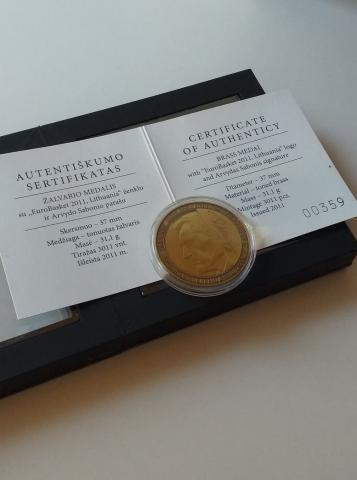 AUTENTIŠKUMO
SERTIFIKATAS
ŽALVARIO MEDALIS
su „EuroBasket 2011, Lithuania" ženklu
ir Arvydo Sabonio parašu
Skersmuo – 37 mm
Medžiaga – tonuotas žalvaris
Masė – 31,1 g
Tiražas 3011 vnt.
Išleista 2011 m.
CERTIFICATE
OF AUTHENTICITY
BRASS MEDAL
with "EuroBasket 2011, Lithuania" logo
and Arvydas Sabonis signature
Diameter – 37 mm
Material – toned brass
Mass – 31.1 g
Mintage 3011 pcs.
Issued 2011
00359